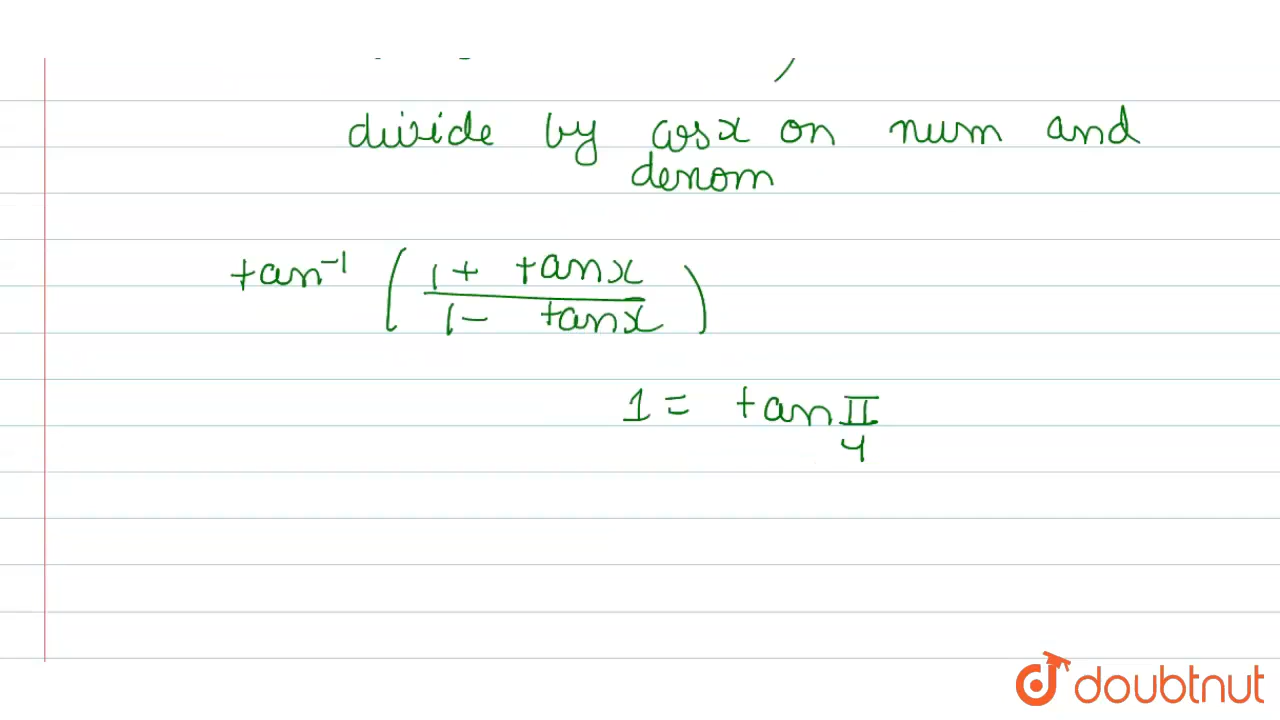 divide by cosx on num and
denom
tan⁻¹ ( 1 + tanx / 1 - tanx )
1 = tan π/4
doubtnut